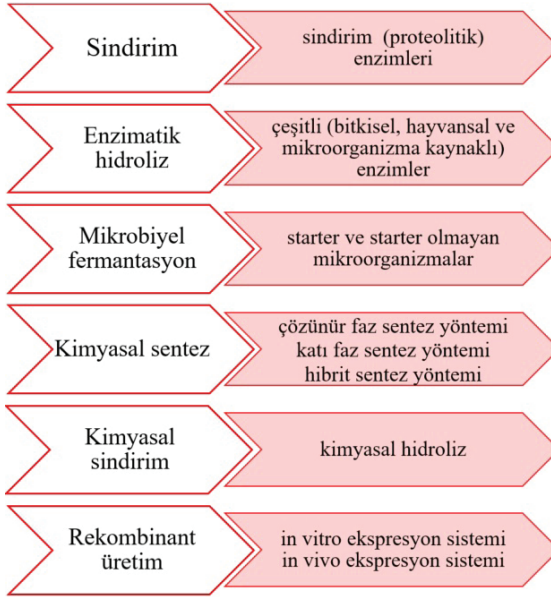 Sindirim
sindirim (proteolitik)
enzimleri
Enzimatik
hidroliz
çeşitli (bitkisel, hayvansal ve
mikroorganizma kaynaklı)
enzimler
Mikrobiyel
fermantasyon
starter ve starter olmayan
mikroorganizmalar
Kimyasal sentez
çözünür faz sentez yöntemi
katı faz sentez yöntemi
hibrit sentez yöntemi
Kimyasal
sindirim
kimyasal hidroliz
Rekombinant
üretim
in vitro ekspresyon sistemi
in vivo ekspresyon sistemi